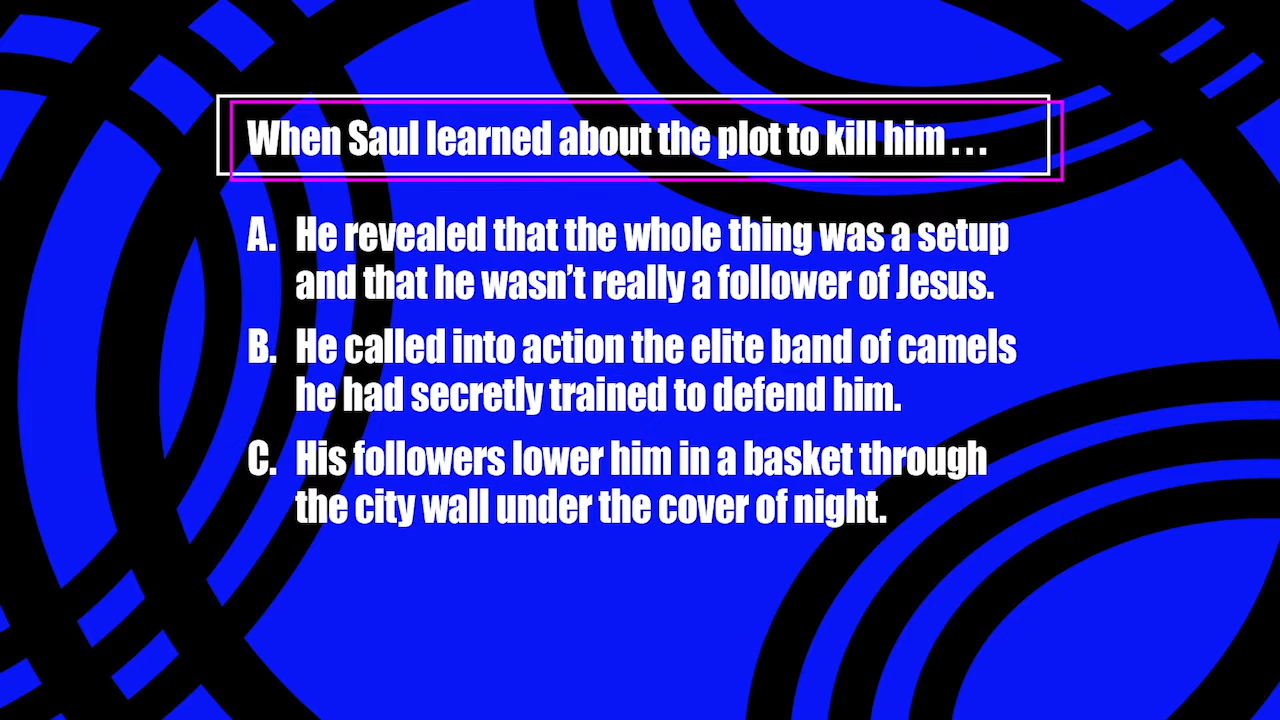 When Saul learned about the plot to kill him . . .
A. He revealed that the whole thing was a setup
and that he wasn't really a follower of Jesus.
B. He called into action the elite band of camels
he had secretly trained to defend him.
C. His followers lower him in a basket through
the city wall under the cover of night.